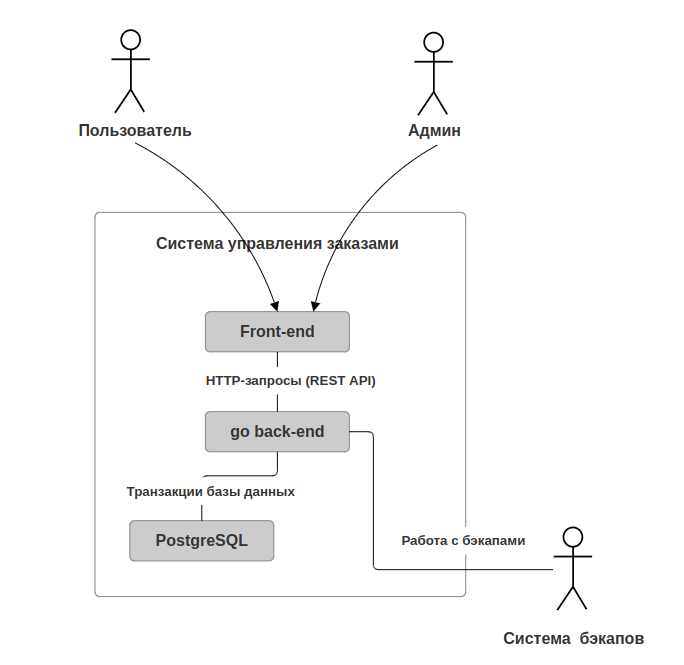 Пользователь
Админ
Система управления заказами
Front-end
HTTP-запросы (REST API)
go back-end
Транзакции базы данных
PostgreSQL
Работа с бэкапами
Система бэкапов